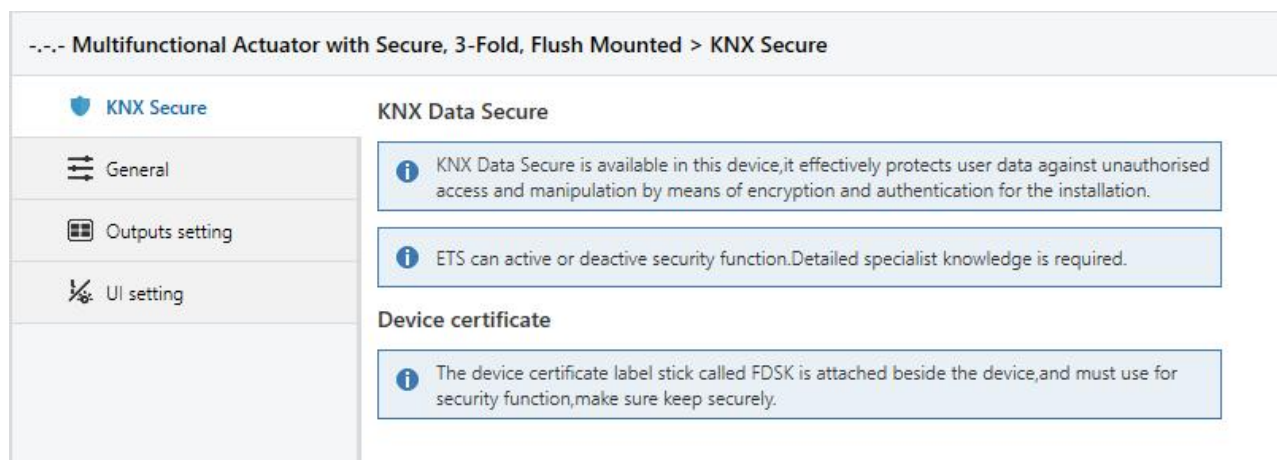 -.-.- Multifunctional Actuator with Secure, 3-Fold, Flush Mounted > KNX Secure
KNX Secure
General
Outputs setting
UI setting
KNX Data Secure
KNX Data Secure is available in this device,it effectively protects user data against unauthorised
access and manipulation by means of encryption and authentication for the installation.
ETS can active or deactive security function.Detailed specialist knowledge is required.
Device certificate
The device certificate label stick called FDSK is attached beside the device,and must use for
security function,make sure keep securely.